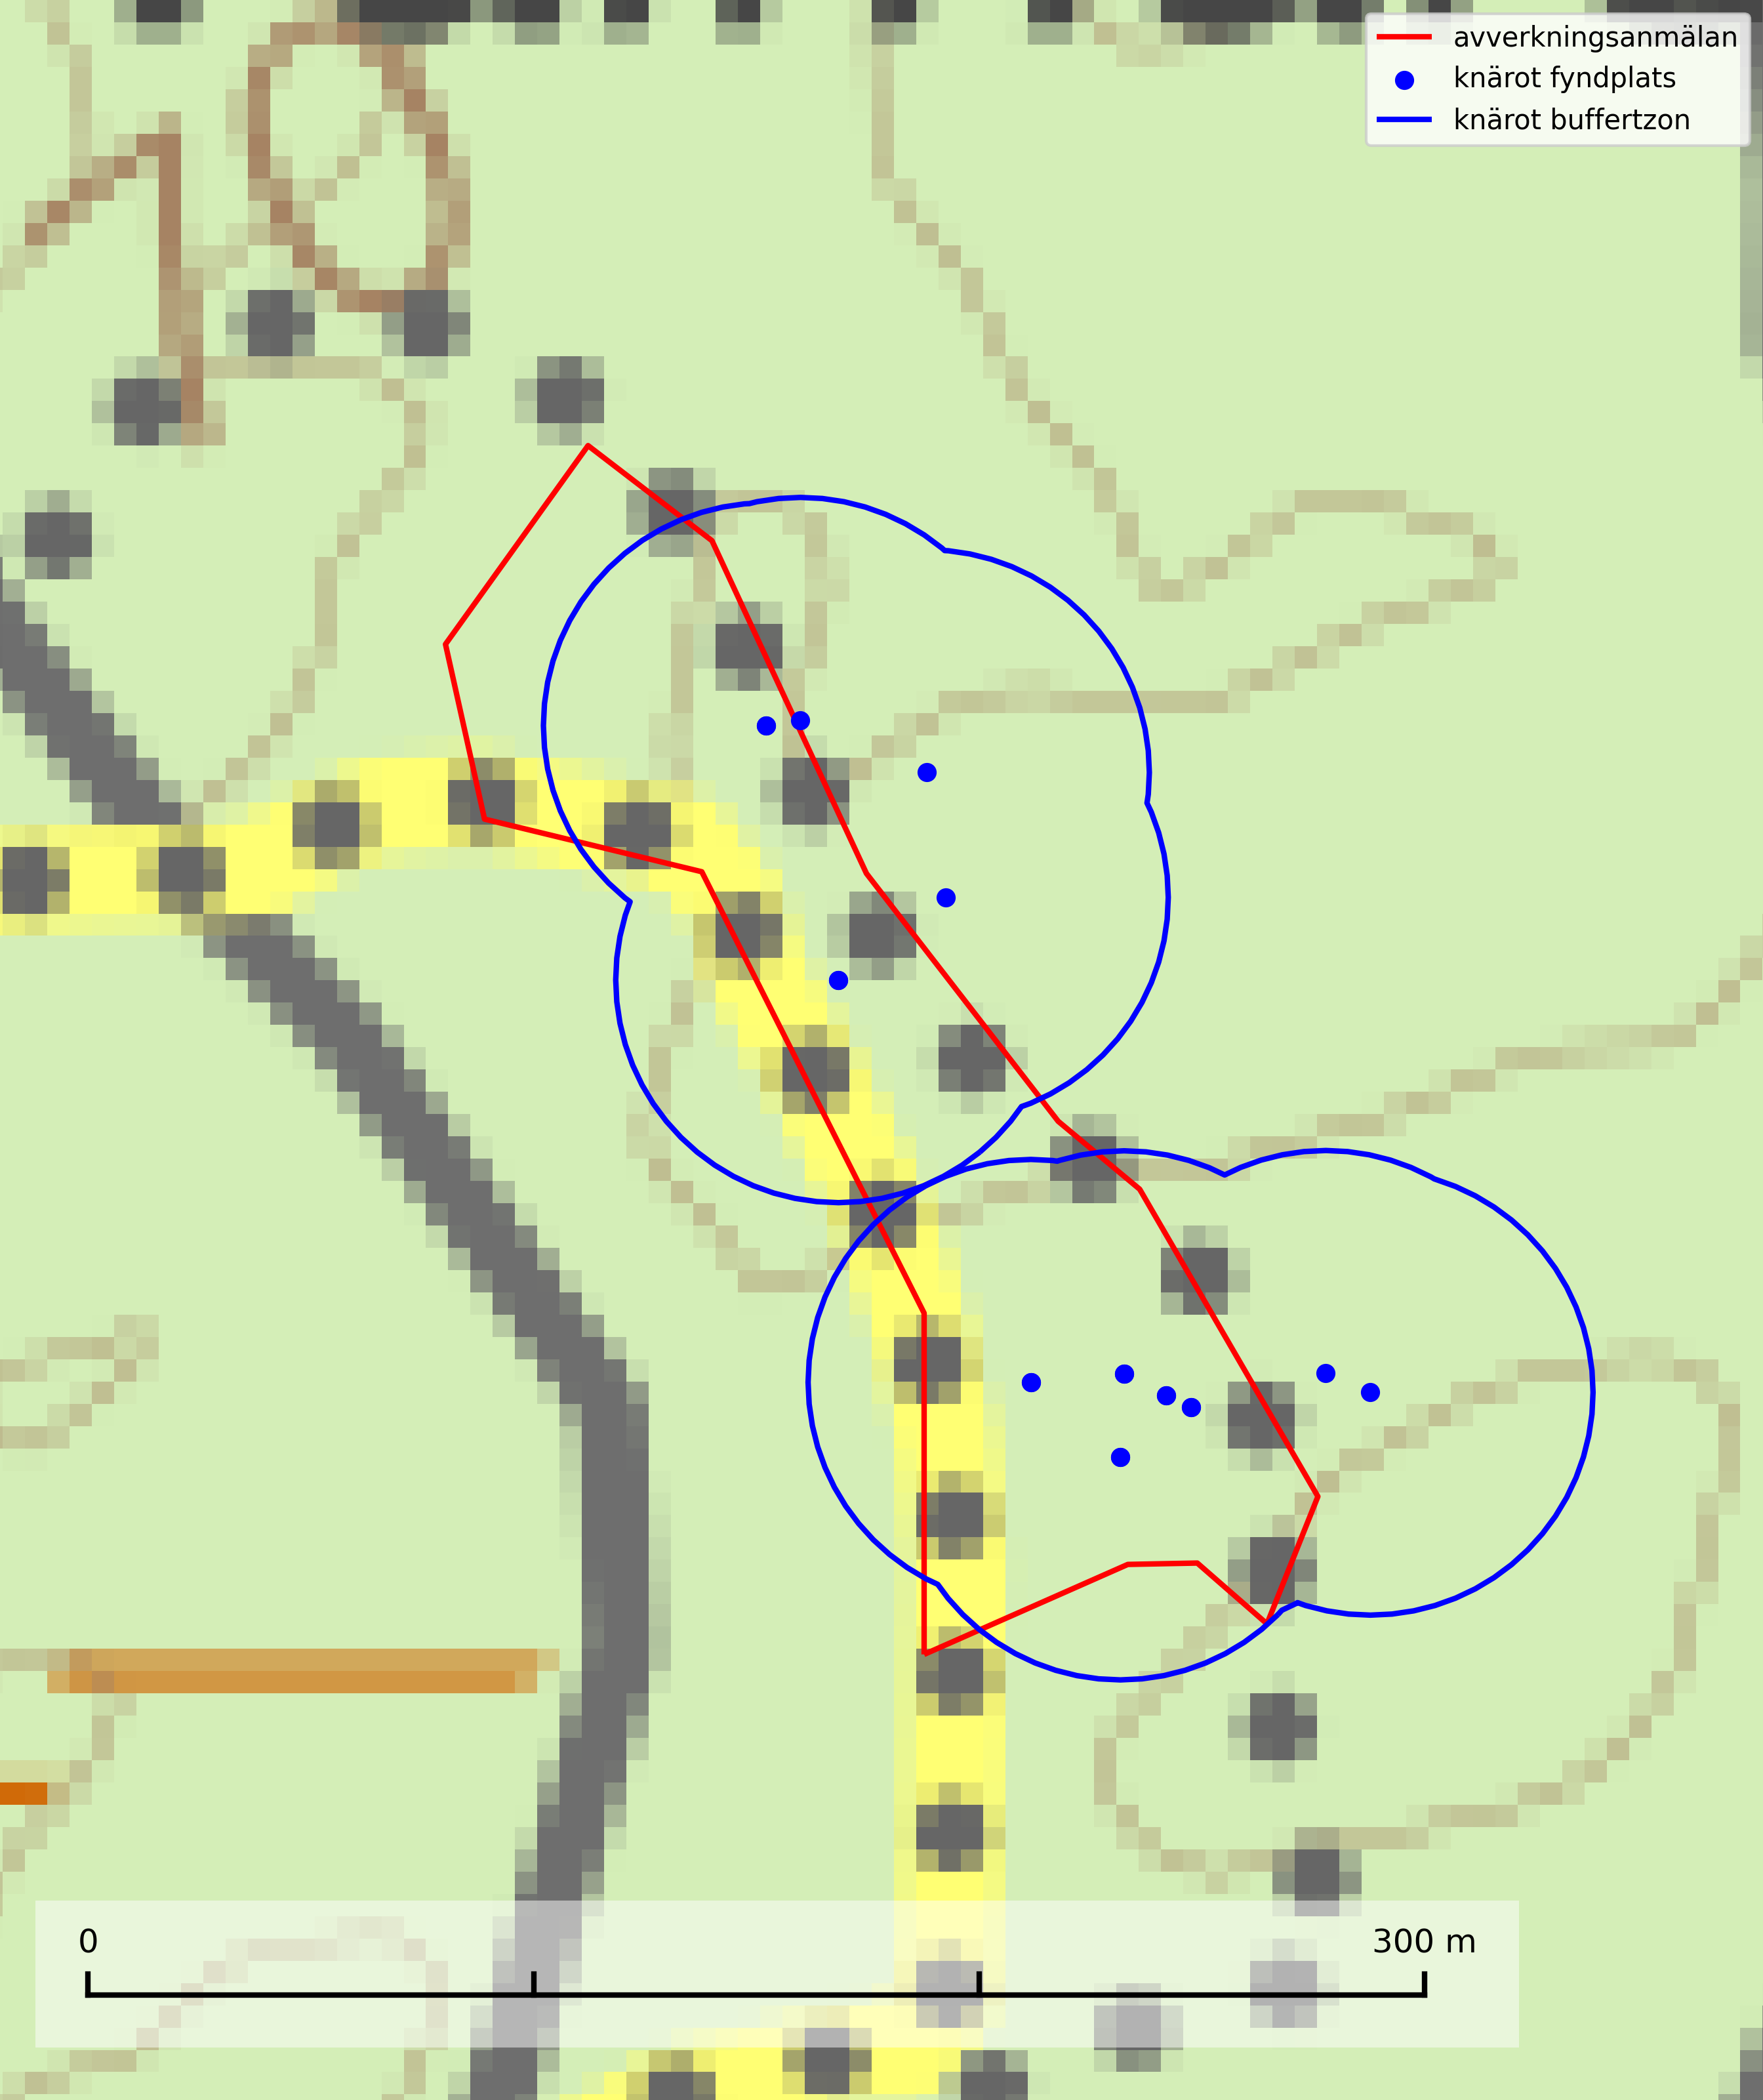 avverkningsanmälan
knärot fyndplats
knärot buffertzon
0
300 m